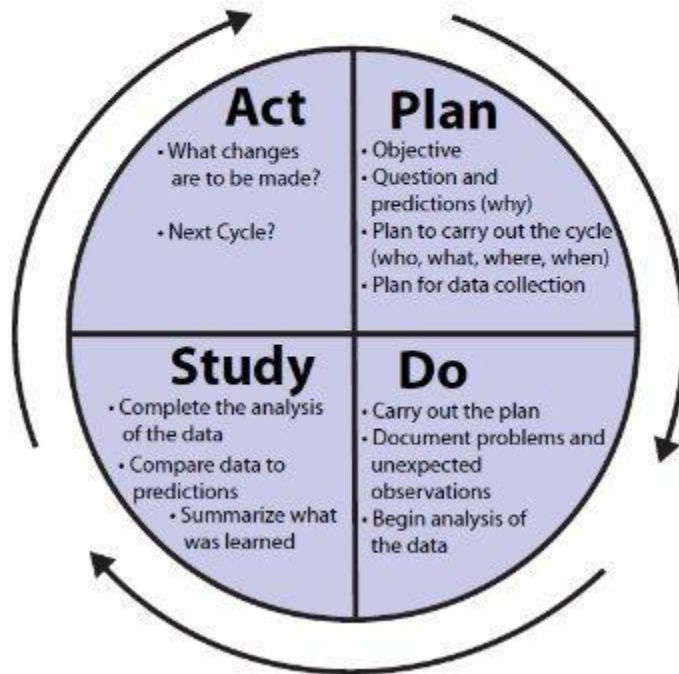 Act
• What changes
are to be made?
• Next Cycle?
Plan
• Objective
• Question and
predictions (why)
• Plan to carry out the cycle
(who, what, where, when)
• Plan for data collection
Study
• Complete the analysis
of the data
• Compare data to
predictions
• Summarize what
was learned
Do
• Carry out the plan
• Document problems and
unexpected
observations
• Begin analysis of
the data